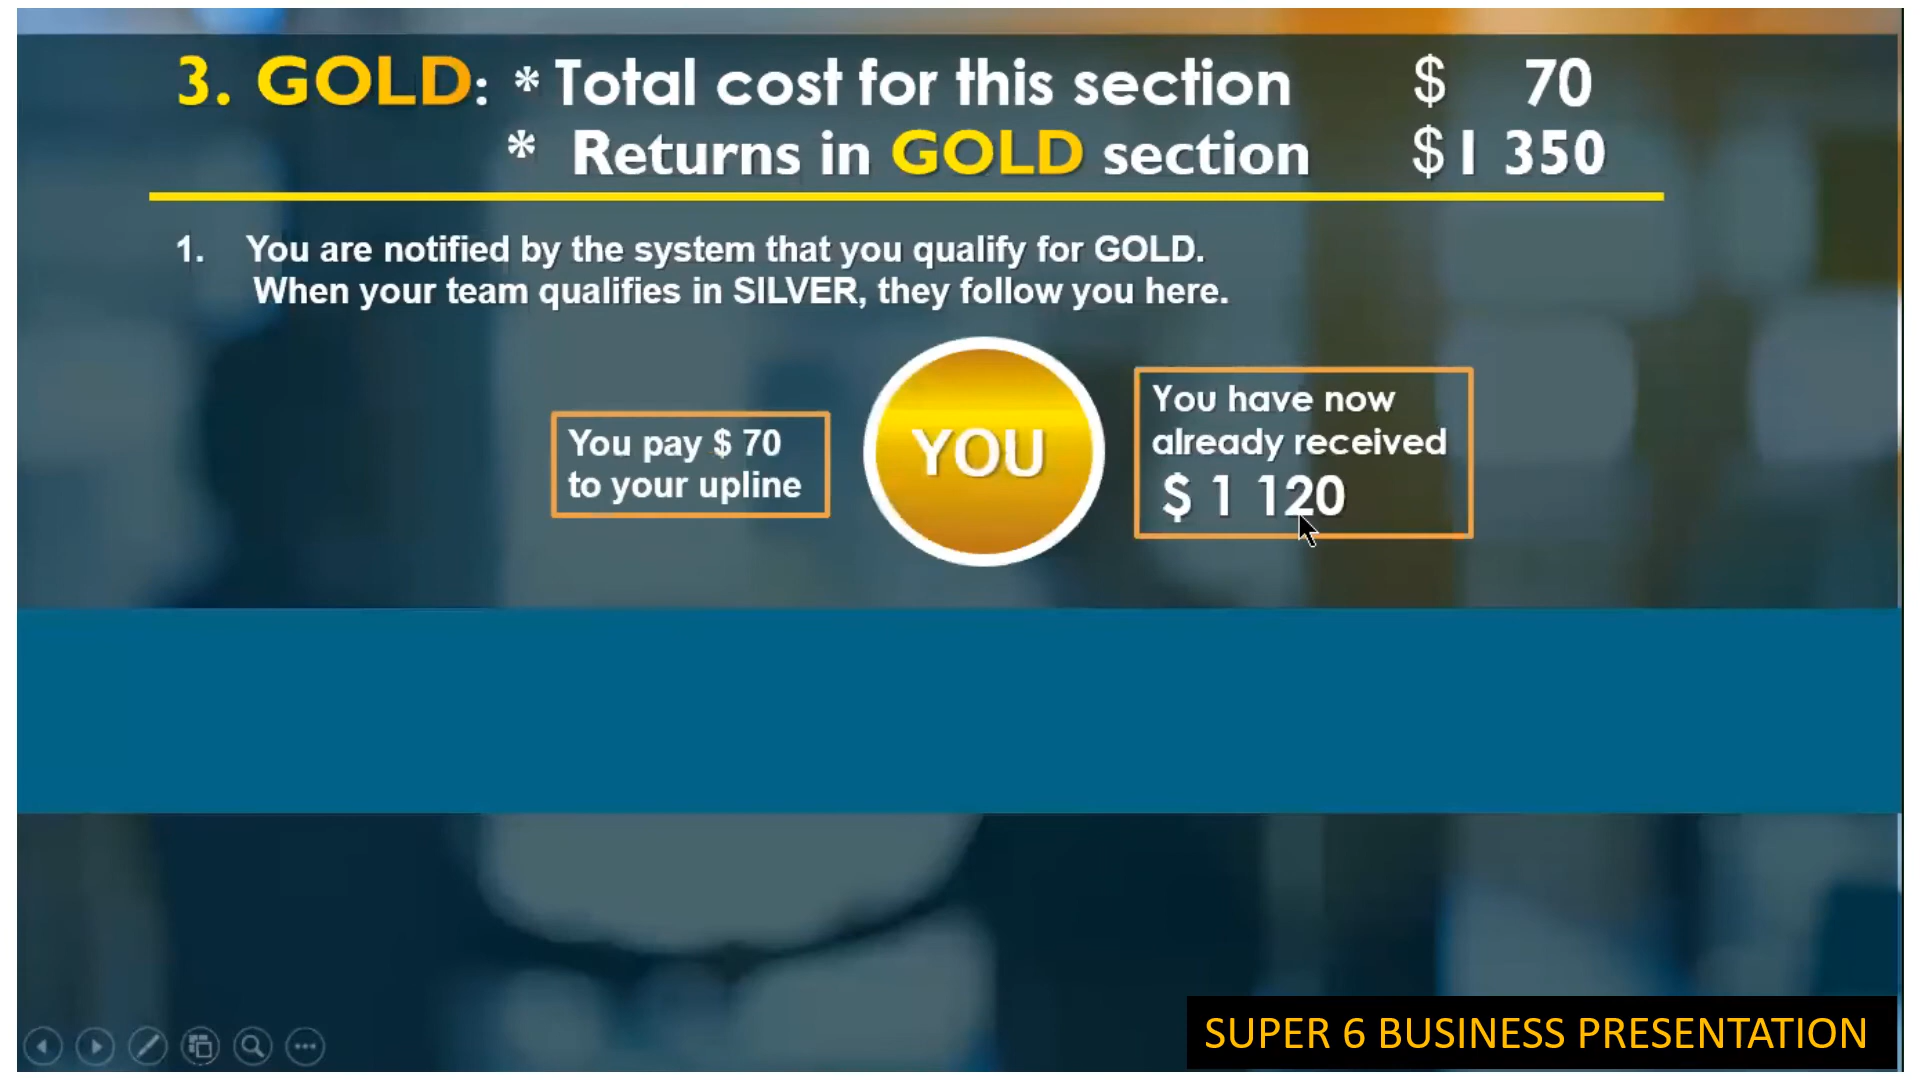 3. GOLD: * Total cost for this section $ 70
* Returns in GOLD section $1 350
1. You are notified by the system that you qualify for GOLD.
When your team qualifies in SILVER, they follow you here.
You pay $ 70
to your upline
YOU
You have now
already received
$ 1 120
SUPER 6 BUSINESS PRESENTATION